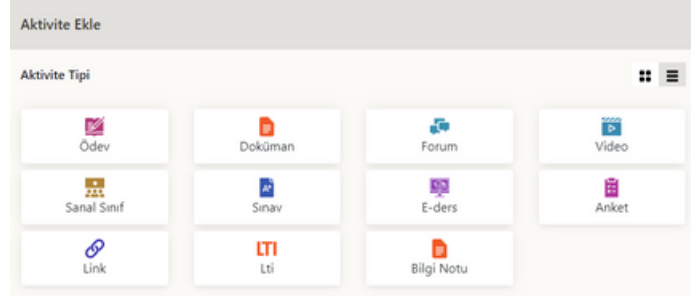 Aktivite Ekle
Aktivite Tipi
Ödev
Doküman
Forum
Video
Sanal Sınıf
A+
Sınav
E-ders
Anket
Link
LTI
Lti
Bilgi Notu